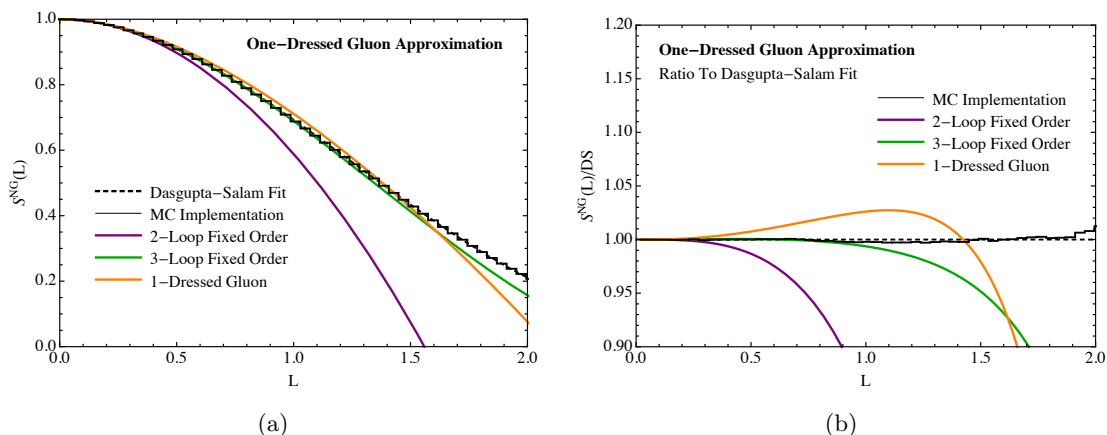 One−Dressed Gluon Approximation
S^NG(L)
1.0
0.8
0.6
0.4
0.2
0.0
Dasgupta−Salam Fit
MC Implementation
2−Loop Fixed Order
3−Loop Fixed Order
1−Dressed Gluon
0.0 0.5 1.0 1.5 2.0
L
(a)
One−Dressed Gluon Approximation
Ratio To Dasgupta−Salam Fit
S^NG(L)/DS
1.20
1.15
1.10
1.05
1.00
0.95
0.90
MC Implementation
2−Loop Fixed Order
3−Loop Fixed Order
1−Dressed Gluon
0.0 0.5 1.0 1.5 2.0
L
(b)